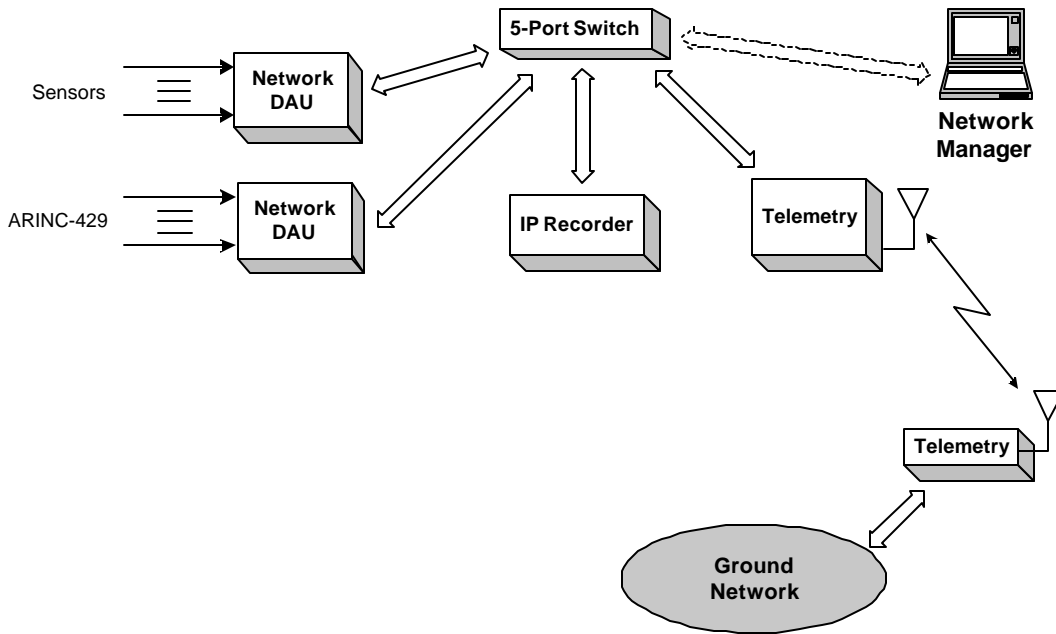 5-Port Switch
Network
DAU
Sensors
Network
Manager
Network
DAU
ARINC-429
IP Recorder
Telemetry
Telemetry
Ground
Network